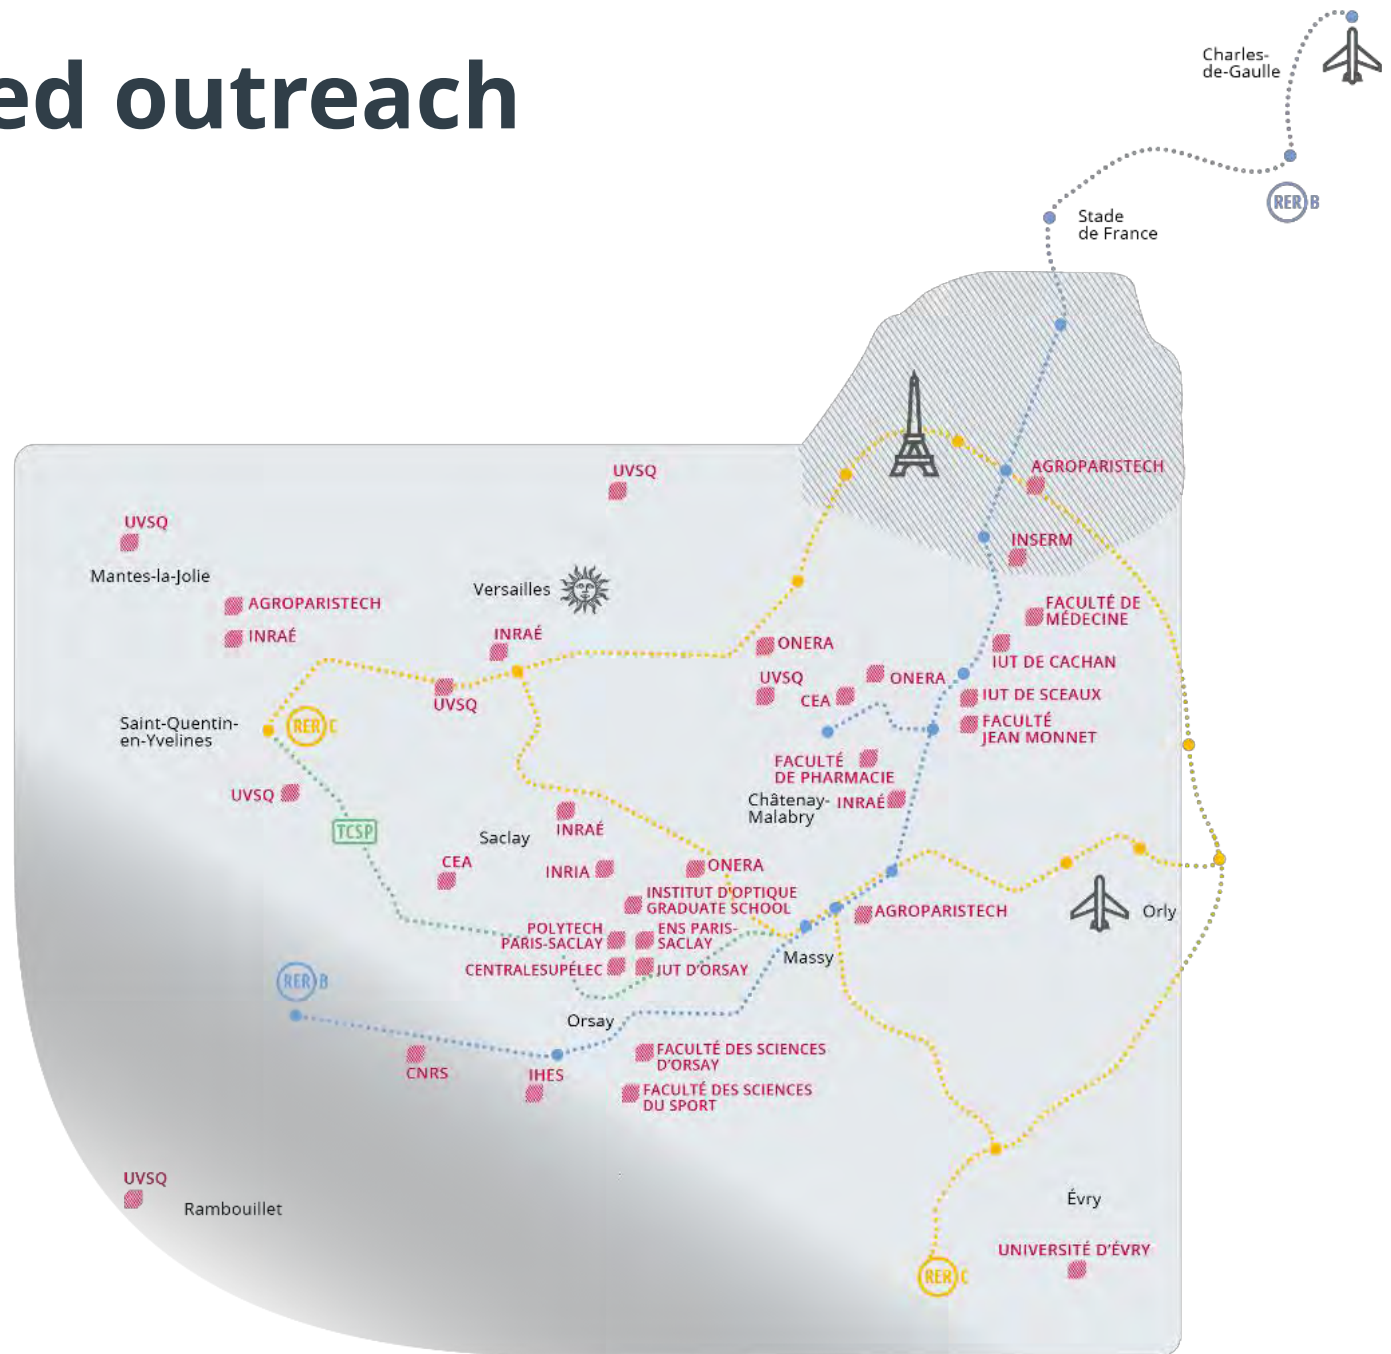 ed outreach
Charles-
de-Gaulle
RER B
Stade
de France
AGROPARISTECH
UVSQ
UVSQ
INSERM
Mantes-la-Jolie
Versailles
AGROPARISTECH
FACULTÉ DE
MÉDECINE
INRAÉ
INRAÉ
ONERA
IUT DE CACHAN
UVSQ
ONERA
CEA
IUT DE SCEAUX
UVSQ
Saint-Quentin-
en-Yvelines
RER C
FACULTÉ
JEAN MONNET
FACULTÉ
DE PHARMACIE
UVSQ
Châtenay-
Malabry
INRAÉ
TCSP
Saclay
INRAÉ
CEA
INRIA
ONERA
INSTITUT D'OPTIQUE
GRADUATE SCHOOL
AGROPARISTECH
Orly
POLYTECH
PARIS-SACLAY
ENS PARIS-
SACLAY
Massy
CENTRALESUPÉLEC
IUT D'ORSAY
RER B
Orsay
FACULTÉ DES SCIENCES
D'ORSAY
CNRS
IHES
FACULTÉ DES SCIENCES
DU SPORT
UVSQ
Rambouillet
Évry
UNIVERSITÉ D'ÉVRY
RER C